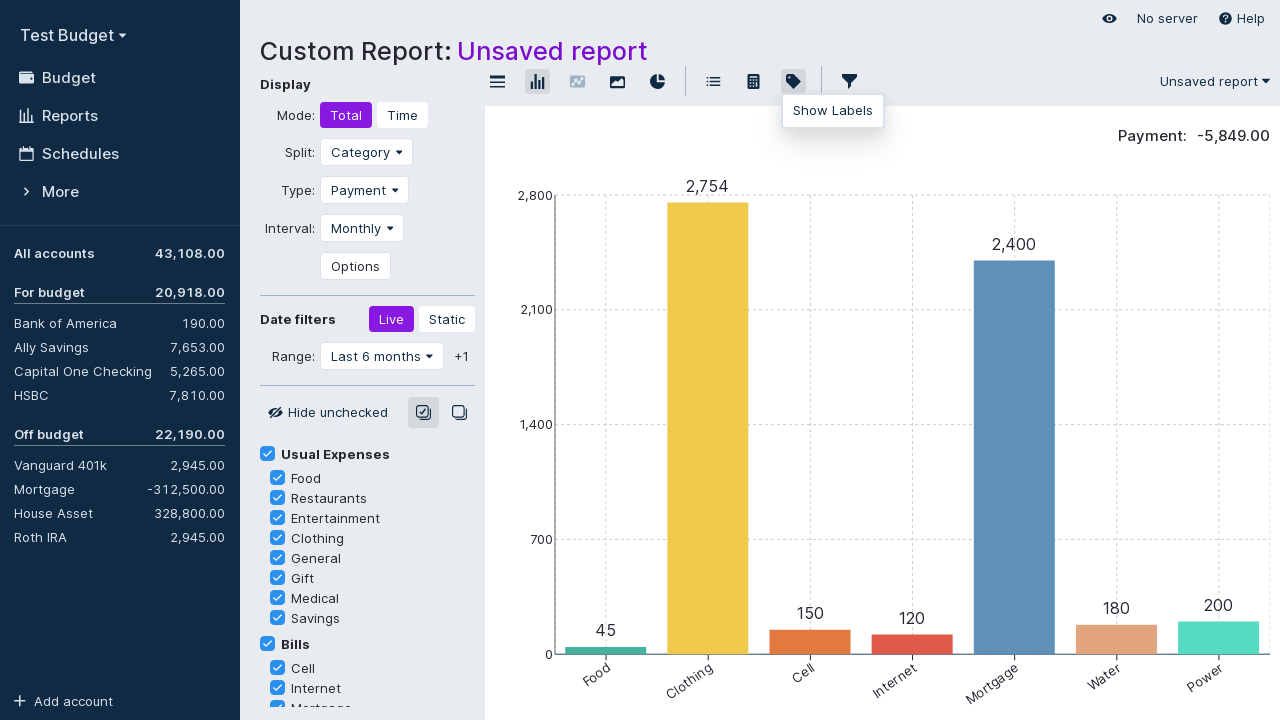 Test Budget
Budget
Reports
Schedules
More
All accounts 43,108.00
For budget 20,918.00
Bank of America 190.00
Ally Savings 7,653.00
Capital One Checking 5,265.00
HSBC 7,810.00
Off budget 22,190.00
Vanguard 401k 2,945.00
Mortgage -312,500.00
House Asset 328,800.00
Roth IRA 2,945.00
Add account
No server Help
Custom Report: Unsaved report
Display
Mode: Total Time
Split: Category
Type: Payment
Interval: Monthly
Options
Date filters Live Static
Range: Last 6 months +1
Hide unchecked
Usual Expenses
Food
Restaurants
Entertainment
Clothing
General
Gift
Medical
Savings
Bills
Cell
Internet
Mortgage
Unsaved report
Show Labels
Payment: -5,849.00
2,800
2,100
1,400
700
0
45
2,754
150
120
2,400
180
200
Food
Clothing
Cell
Internet
Mortgage
Water
Power